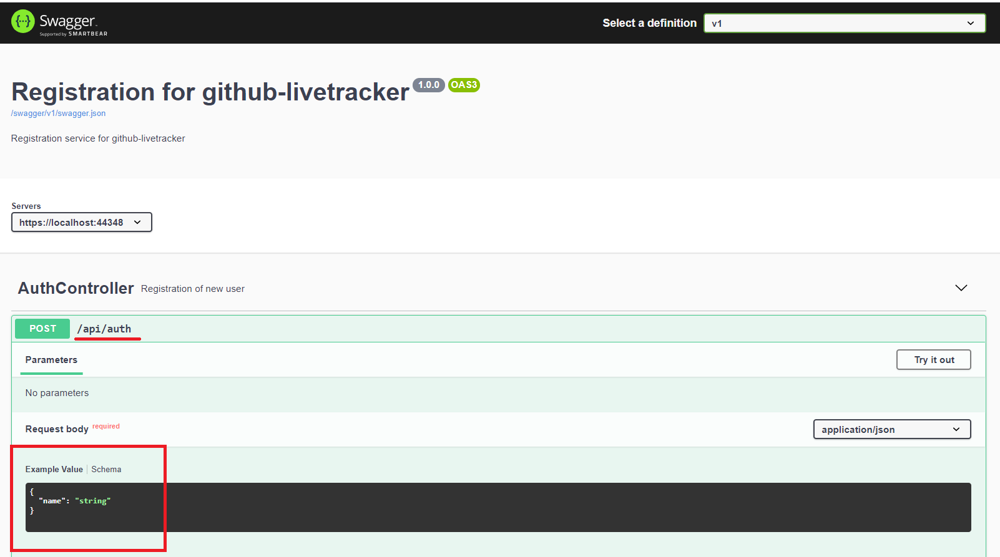 Swagger
Supported by SMARTBEAR
Select a definition
v1
Registration for github-livetracker 1.0.0 OAS3
/swagger/v1/swagger.json
Registration service for github-livetracker
Servers
https://localhost:44348
AuthController Registration of new user
POST /api/auth
Parameters
Try it out
No parameters
Request body required
application/json
Example Value Schema
{
"name": "string"
}